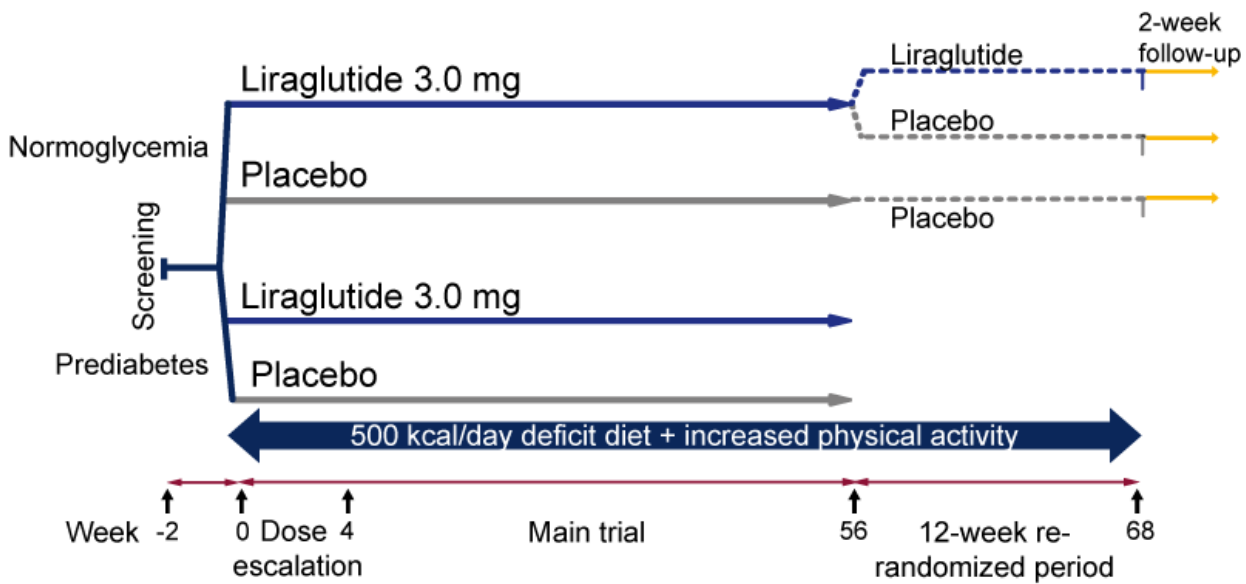 2-week
follow-up
Liraglutide
Liraglutide 3.0 mg
Placebo
Normoglycemia
Placebo
Placebo
Screening
Liraglutide 3.0 mg
Prediabetes
Placebo
500 kcal/day deficit diet + increased physical activity
Week -2 0 Dose 4 Main trial 56 12-week re- 68
escalation randomized period